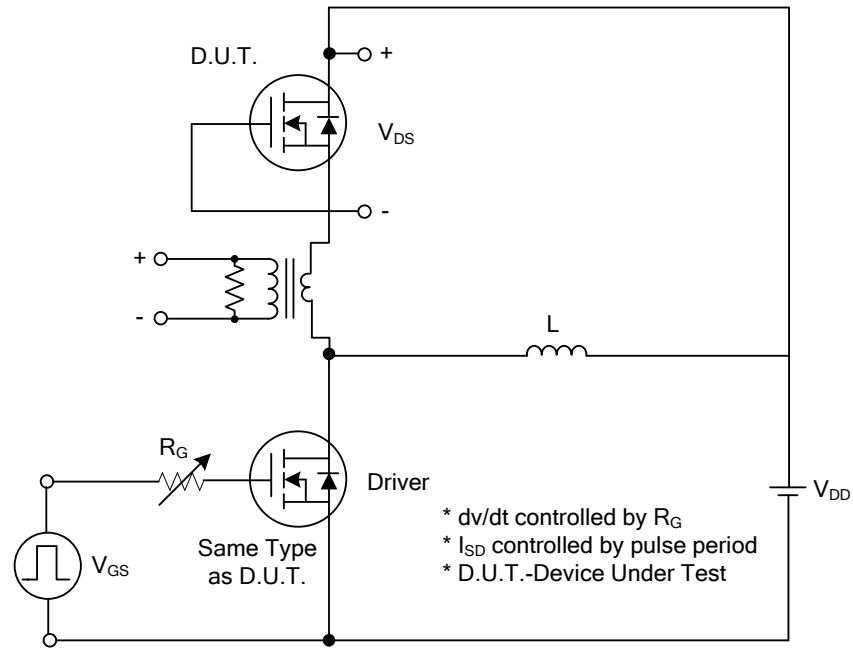 D.U.T.
+
V_DS
-
+
-
L
R_G
Driver
V_DD
V_GS
Same Type
as D.U.T.
* dv/dt controlled by R_G
* I_SD controlled by pulse period
* D.U.T.-Device Under Test